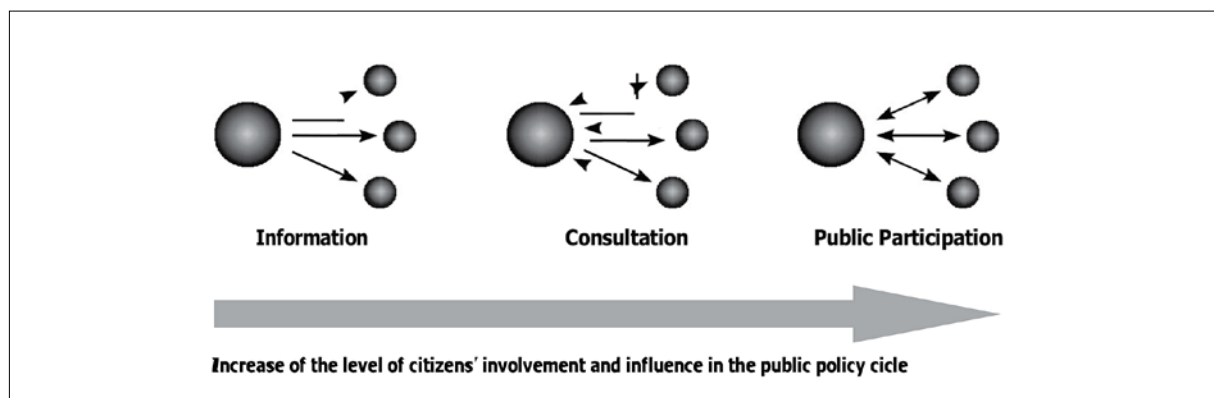 Information
Consultation
Public Participation
Increase of the level of citizens' involvement and influence in the public policy cicle